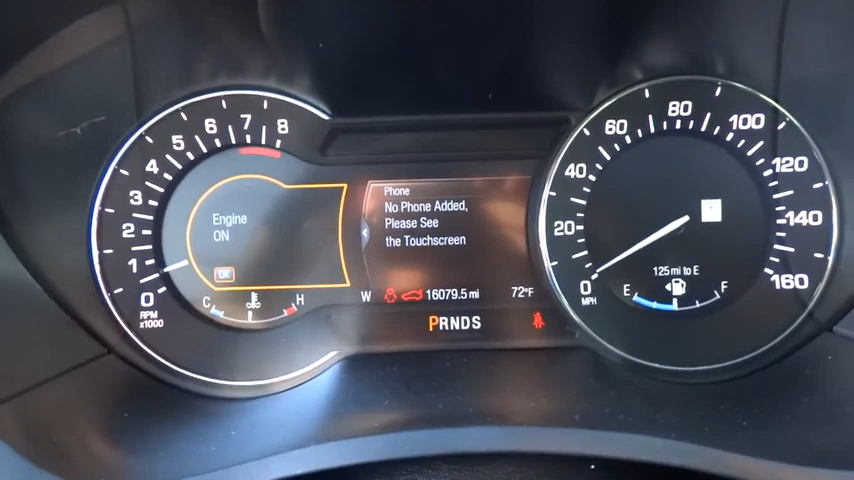 8
7
6
5
4
3
2
1
0
RPM
x1000
Engine
ON
OK
C
H
Phone
No Phone Added,
Please See
the Touchscreen
W
16079.5 mi
72°F
PRNDS
0
20
40
60
80
100
120
140
160
MPH
125 mi to E
E
F